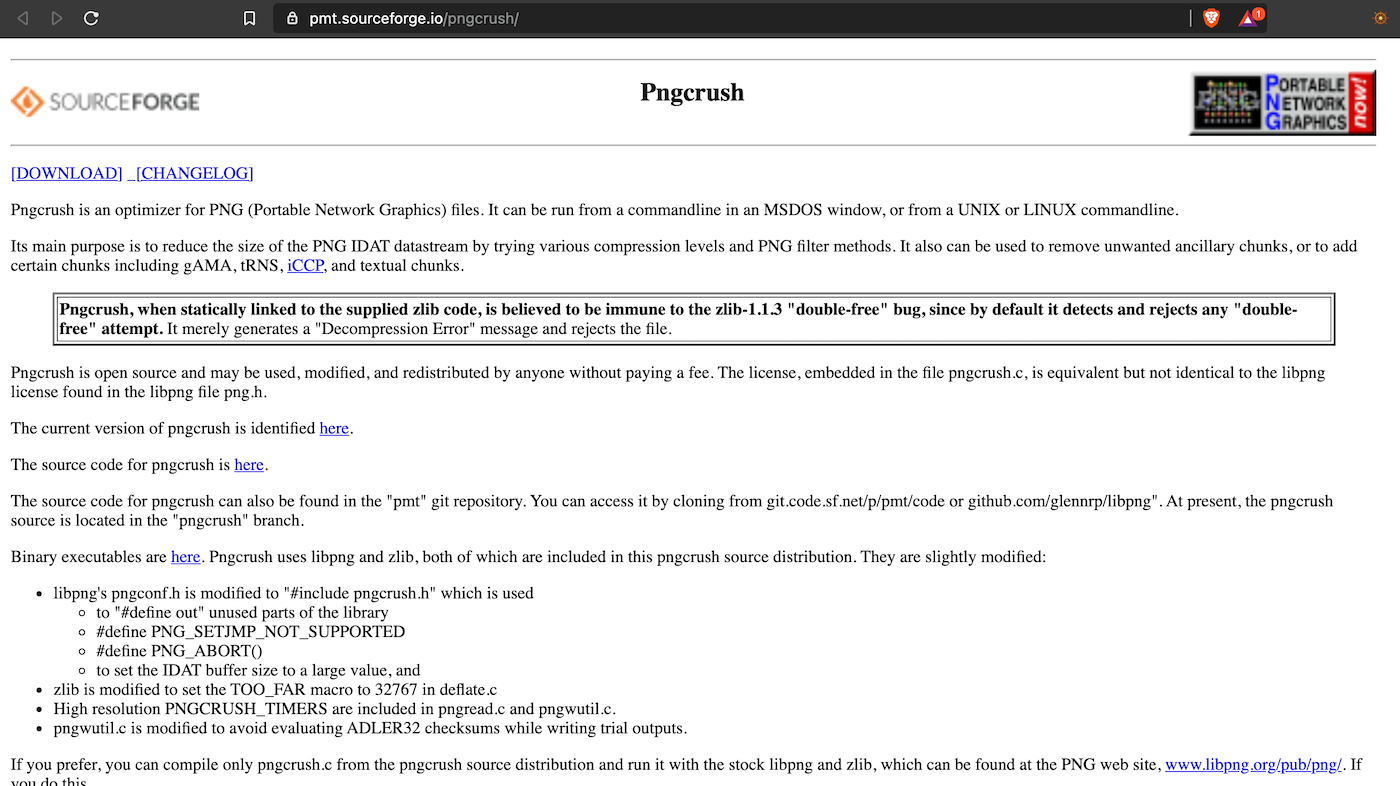 pmt.sourceforge.io/pngcrush/
1
SOURCEFORGE
Pngcrush
PNG
PORTABLE
NETWORK
GRAPHICS
now!
[DOWNLOAD] [CHANGELOG]
Pngcrush is an optimizer for PNG (Portable Network Graphics) files. It can be run from a commandline in an MSDOS window, or from a UNIX or LINUX commandline.
Its main purpose is to reduce the size of the PNG IDAT datastream by trying various compression levels and PNG filter methods. It also can be used to remove unwanted ancillary chunks, or to add
certain chunks including gAMA, tRNS, iCCP, and textual chunks.
Pngcrush, when statically linked to the supplied zlib code, is believed to be immune to the zlib-1.1.3 "double-free" bug, since by default it detects and rejects any "double-
free" attempt. It merely generates a "Decompression Error" message and rejects the file.
Pngcrush is open source and may be used, modified, and redistributed by anyone without paying a fee. The license, embedded in the file pngcrush.c, is equivalent but not identical to the libpng
license found in the libpng file png.h.
The current version of pngcrush is identified here.
The source code for pngcrush is here.
The source code for pngcrush can also be found in the "pmt" git repository. You can access it by cloning from git.code.sf.net/p/pmt/code or github.com/glennrp/libpng". At present, the pngcrush
source is located in the "pngcrush" branch.
Binary executables are here. Pngcrush uses libpng and zlib, both of which are included in this pngcrush source distribution. They are slightly modified:
• libpng's pngconf.h is modified to "#include pngcrush.h" which is used
◦ to "#define out" unused parts of the library
◦ #define PNG_SETJMP_NOT_SUPPORTED
◦ #define PNG_ABORT()
◦ to set the IDAT buffer size to a large value, and
• zlib is modified to set the TOO_FAR macro to 32767 in deflate.c
• High resolution PNGCRUSH_TIMERS are included in pngread.c and pngwutil.c.
• pngwutil.c is modified to avoid evaluating ADLER32 checksums while writing trial outputs.
If you prefer, you can compile only pngcrush.c from the pngcrush source distribution and run it with the stock libpng and zlib, which can be found at the PNG web site, www.libpng.org/pub/png/. If
you do this